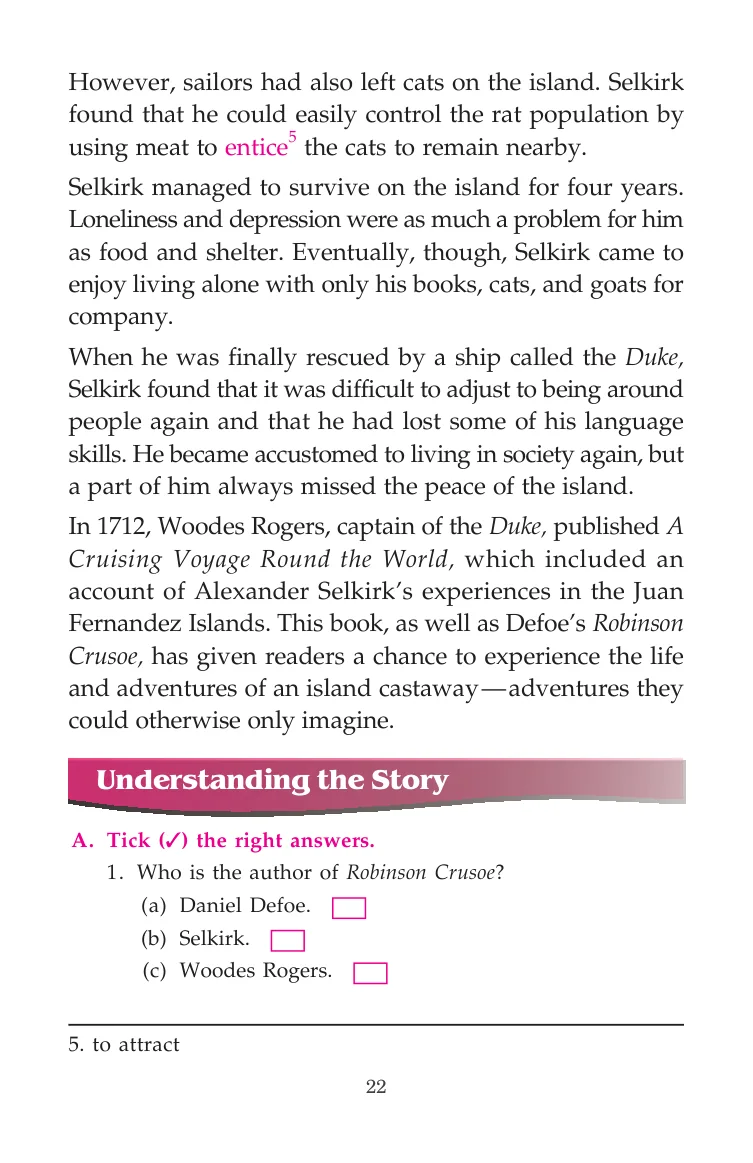 However, sailors had also left cats on the island. Selkirk
found that he could easily control the rat population by
using meat to entice5 the cats to remain nearby.
Selkirk managed to survive on the island for four years.
Loneliness and depression were as much a problem for him
as food and shelter. Eventually, though, Selkirk came to
enjoy living alone with only his books, cats, and goats for
company.
When he was finally rescued by a ship called the Duke,
Selkirk found that it was difficult to adjust to being around
people again and that he had lost some of his language
skills. He became accustomed to living in society again, but
a part of him always missed the peace of the island.
In 1712, Woodes Rogers, captain of the Duke, published A
Cruising Voyage Round the World, which included an
account of Alexander Selkirk’s experiences in the Juan
Fernandez Islands. This book, as well as Defoe’s Robinson
Crusoe, has given readers a chance to experience the life
and adventures of an island castaway—adventures they
could otherwise only imagine.
Understanding the Story
A. Tick (✓) the right answers.
1. Who is the author of Robinson Crusoe?
(a) Daniel Defoe.
(b) Selkirk.
(c) Woodes Rogers.
5. to attract
22